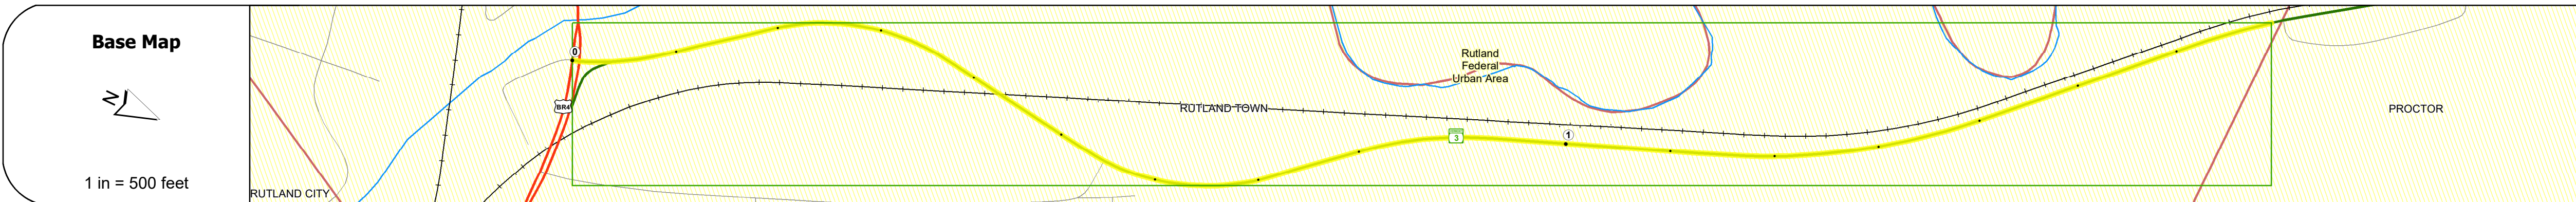 Base Map
N
1 in = 500 feet
RUTLAND CITY
0
BR4
RUTLAND TOWN
Rutland
Federal
Urban Area
3
1
PROCTOR